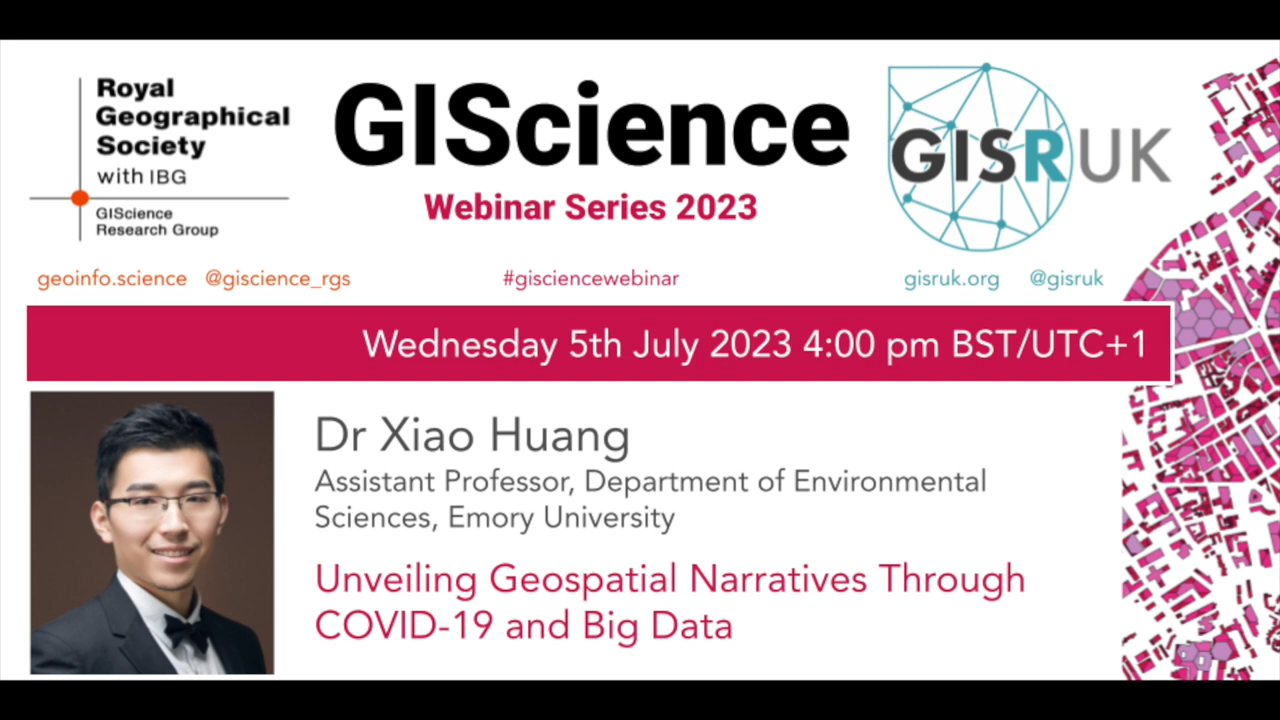 Royal
Geographical
Society
with IBG
GIScience
Research Group
GIScience
Webinar Series 2023
GISRUK
geoinfo.science @giscience_rgs
#gisciencewebinar
gisruk.org @gisruk
Wednesday 5th July 2023 4:00 pm BST/UTC+1
Dr Xiao Huang
Assistant Professor, Department of Environmental
Sciences, Emory University
Unveiling Geospatial Narratives Through
COVID-19 and Big Data